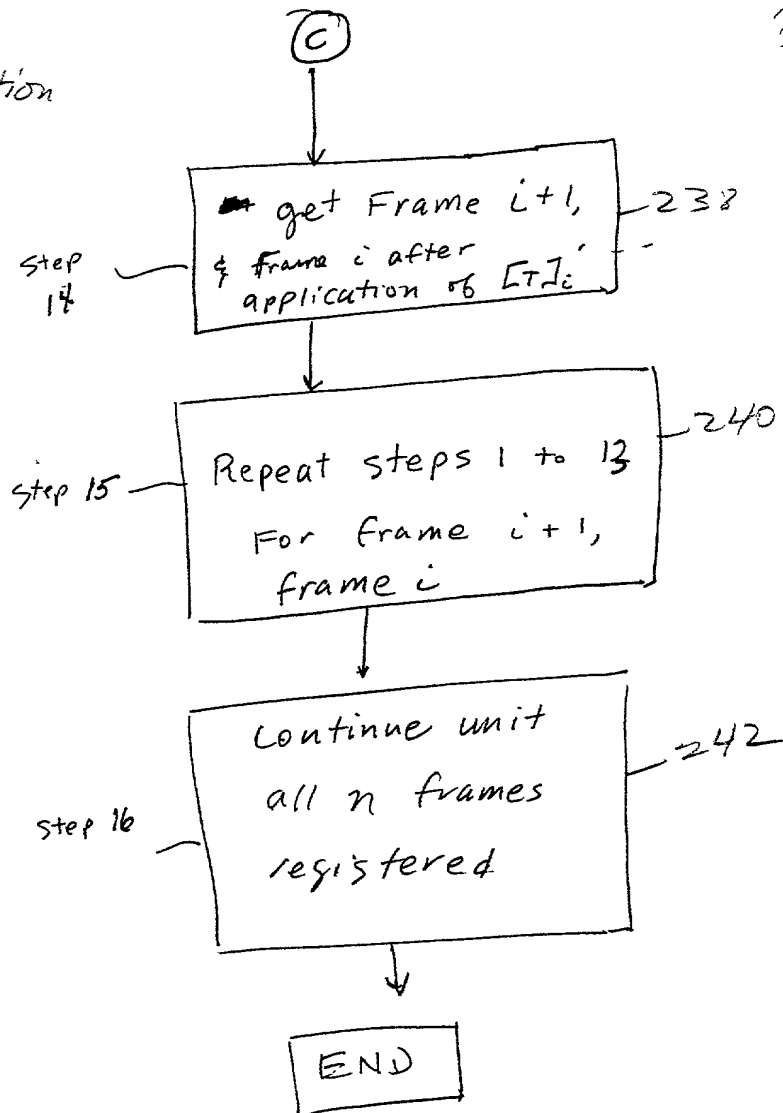 C
get Frame i+1,
& frame i after
application of [T]i
238
step
14
Repeat steps 1 to 13
For frame i+1,
frame i
240
step 15
Continue unit
all n frames
registered
242
step 16
END